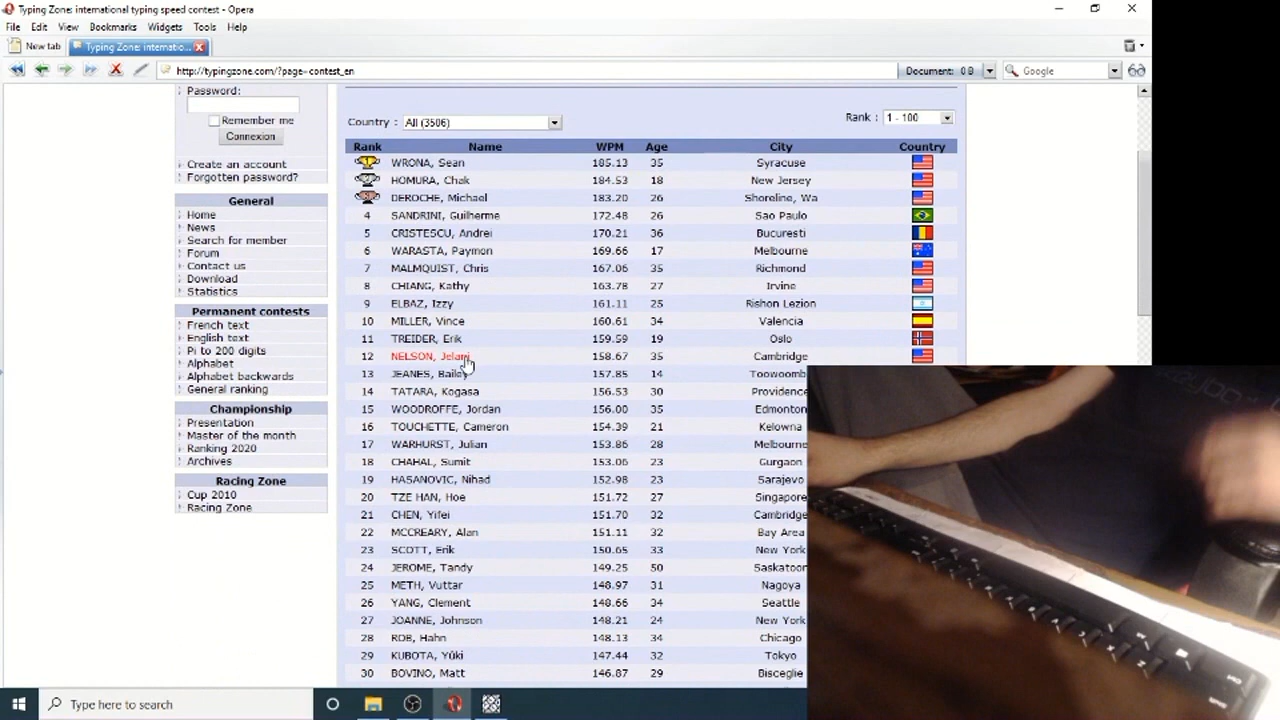 Typing Zone: international typing speed contest - Opera
File Edit View Bookmarks Widgets Tools Help
New tab Typing Zone: internatio...
http://typingzone.com/?page=contest_en Document: 0 B Google
Password:
Remember me
Connexion
Create an account
Forgotten password?
General
Home
News
Search for member
Forum
Contact us
Download
Statistics
Permanent contests
French text
English text
Pi to 200 digits
Alphabet
Alphabet backwards
General ranking
Championship
Presentation
Master of the month
Ranking 2020
Archives
Racing Zone
Cup 2010
Racing Zone
Country : All (3506) Rank : 1 - 100
Rank Name WPM Age City Country
1 WRONA, Sean 185.13 35 Syracuse
HOMURA, Chak 184.53 18 New Jersey
DEROCHE, Michael 183.20 26 Shoreline, Wa
4 SANDRINI, Guilherme 172.48 26 Sao Paulo
5 CRISTESCU, Andrei 170.21 36 Bucuresti
6 WARASTA, Paymon 169.66 17 Melbourne
7 MALMQUIST, Chris 167.06 35 Richmond
8 CHIANG, Kathy 163.78 27 Irvine
9 ELBAZ, Izzy 161.11 25 Rishon Lezion
10 MILLER, Vince 160.61 34 Valencia
11 TREIDER, Erik 159.59 19 Oslo
12 NELSON, Jelani 158.67 35 Cambridge
13 JEANES, Bailey 157.85 14 Toowoomb
14 TATARA, Kogasa 156.53 30 Providence
15 WOODROFFE, Jordan 156.00 35 Edmonton
16 TOUCHETTE, Cameron 154.39 21 Kelowna
17 WARHURST, Julian 153.86 28 Melbourne
18 CHAHAL, Sumit 153.06 23 Gurgaon
19 HASANOVIC, Nihad 152.98 23 Sarajevo
20 TZE HAN, Hoe 151.72 27 Singapore
21 CHEN, Yifei 151.70 32 Cambridge
22 MCCREARY, Alan 151.11 32 Bay Area
23 SCOTT, Erik 150.65 33 New York
24 JEROME, Tandy 149.25 50 Saskatoon
25 METH, Vuttar 148.97 31 Nagoya
26 YANG, Clement 148.66 34 Seattle
27 JOANNE, Johnson 148.21 24 New York
28 ROB, Hahn 148.13 34 Chicago
29 KUBOTA, Yûki 147.44 32 Tokyo
30 BOVINO, Matt 146.87 29 Bisceglie
Type here to search